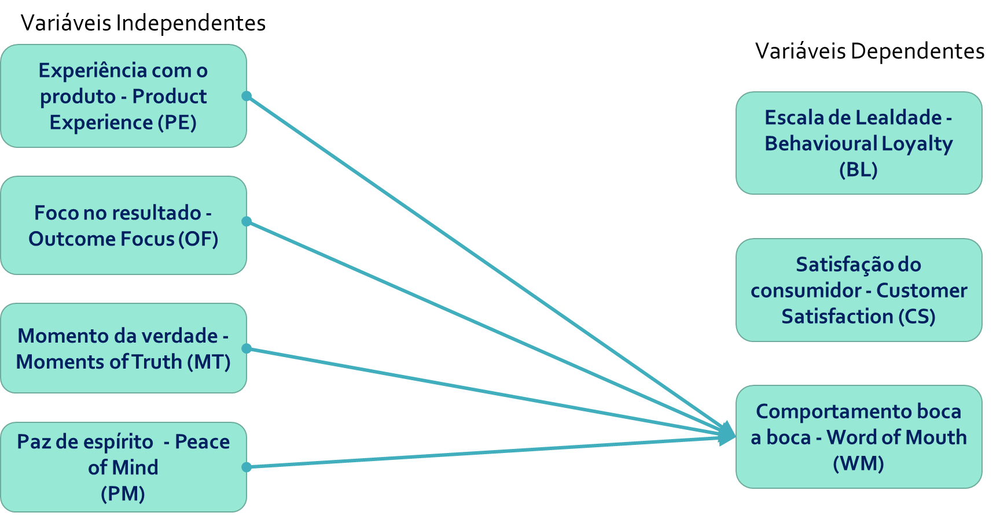 Variáveis Independentes
Experiência com o
produto - Product
Experience (PE)
Foco no resultado -
Outcome Focus (OF)
Momento da verdade -
Moments of Truth (MT)
Paz de espírito  - Peace
of Mind
(PM)
Variáveis Dependentes
Escala de Lealdade -
Behavioural Loyalty
(BL)
Satisfação do
consumidor - Customer
Satisfaction (CS)
Comportamento boca
a boca - Word of Mouth
(WM)